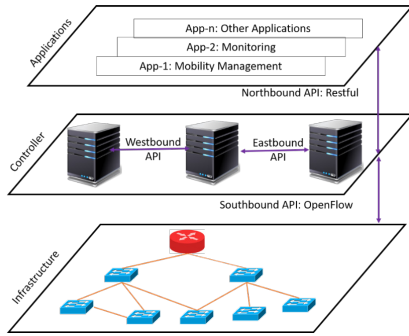 Applications
App-n: Other Applications
App-2: Monitoring
App-1: Mobility Management
Northbound API: Restful
Controller
Westbound
API
Eastbound
API
Southbound API: OpenFlow
Infrastructure